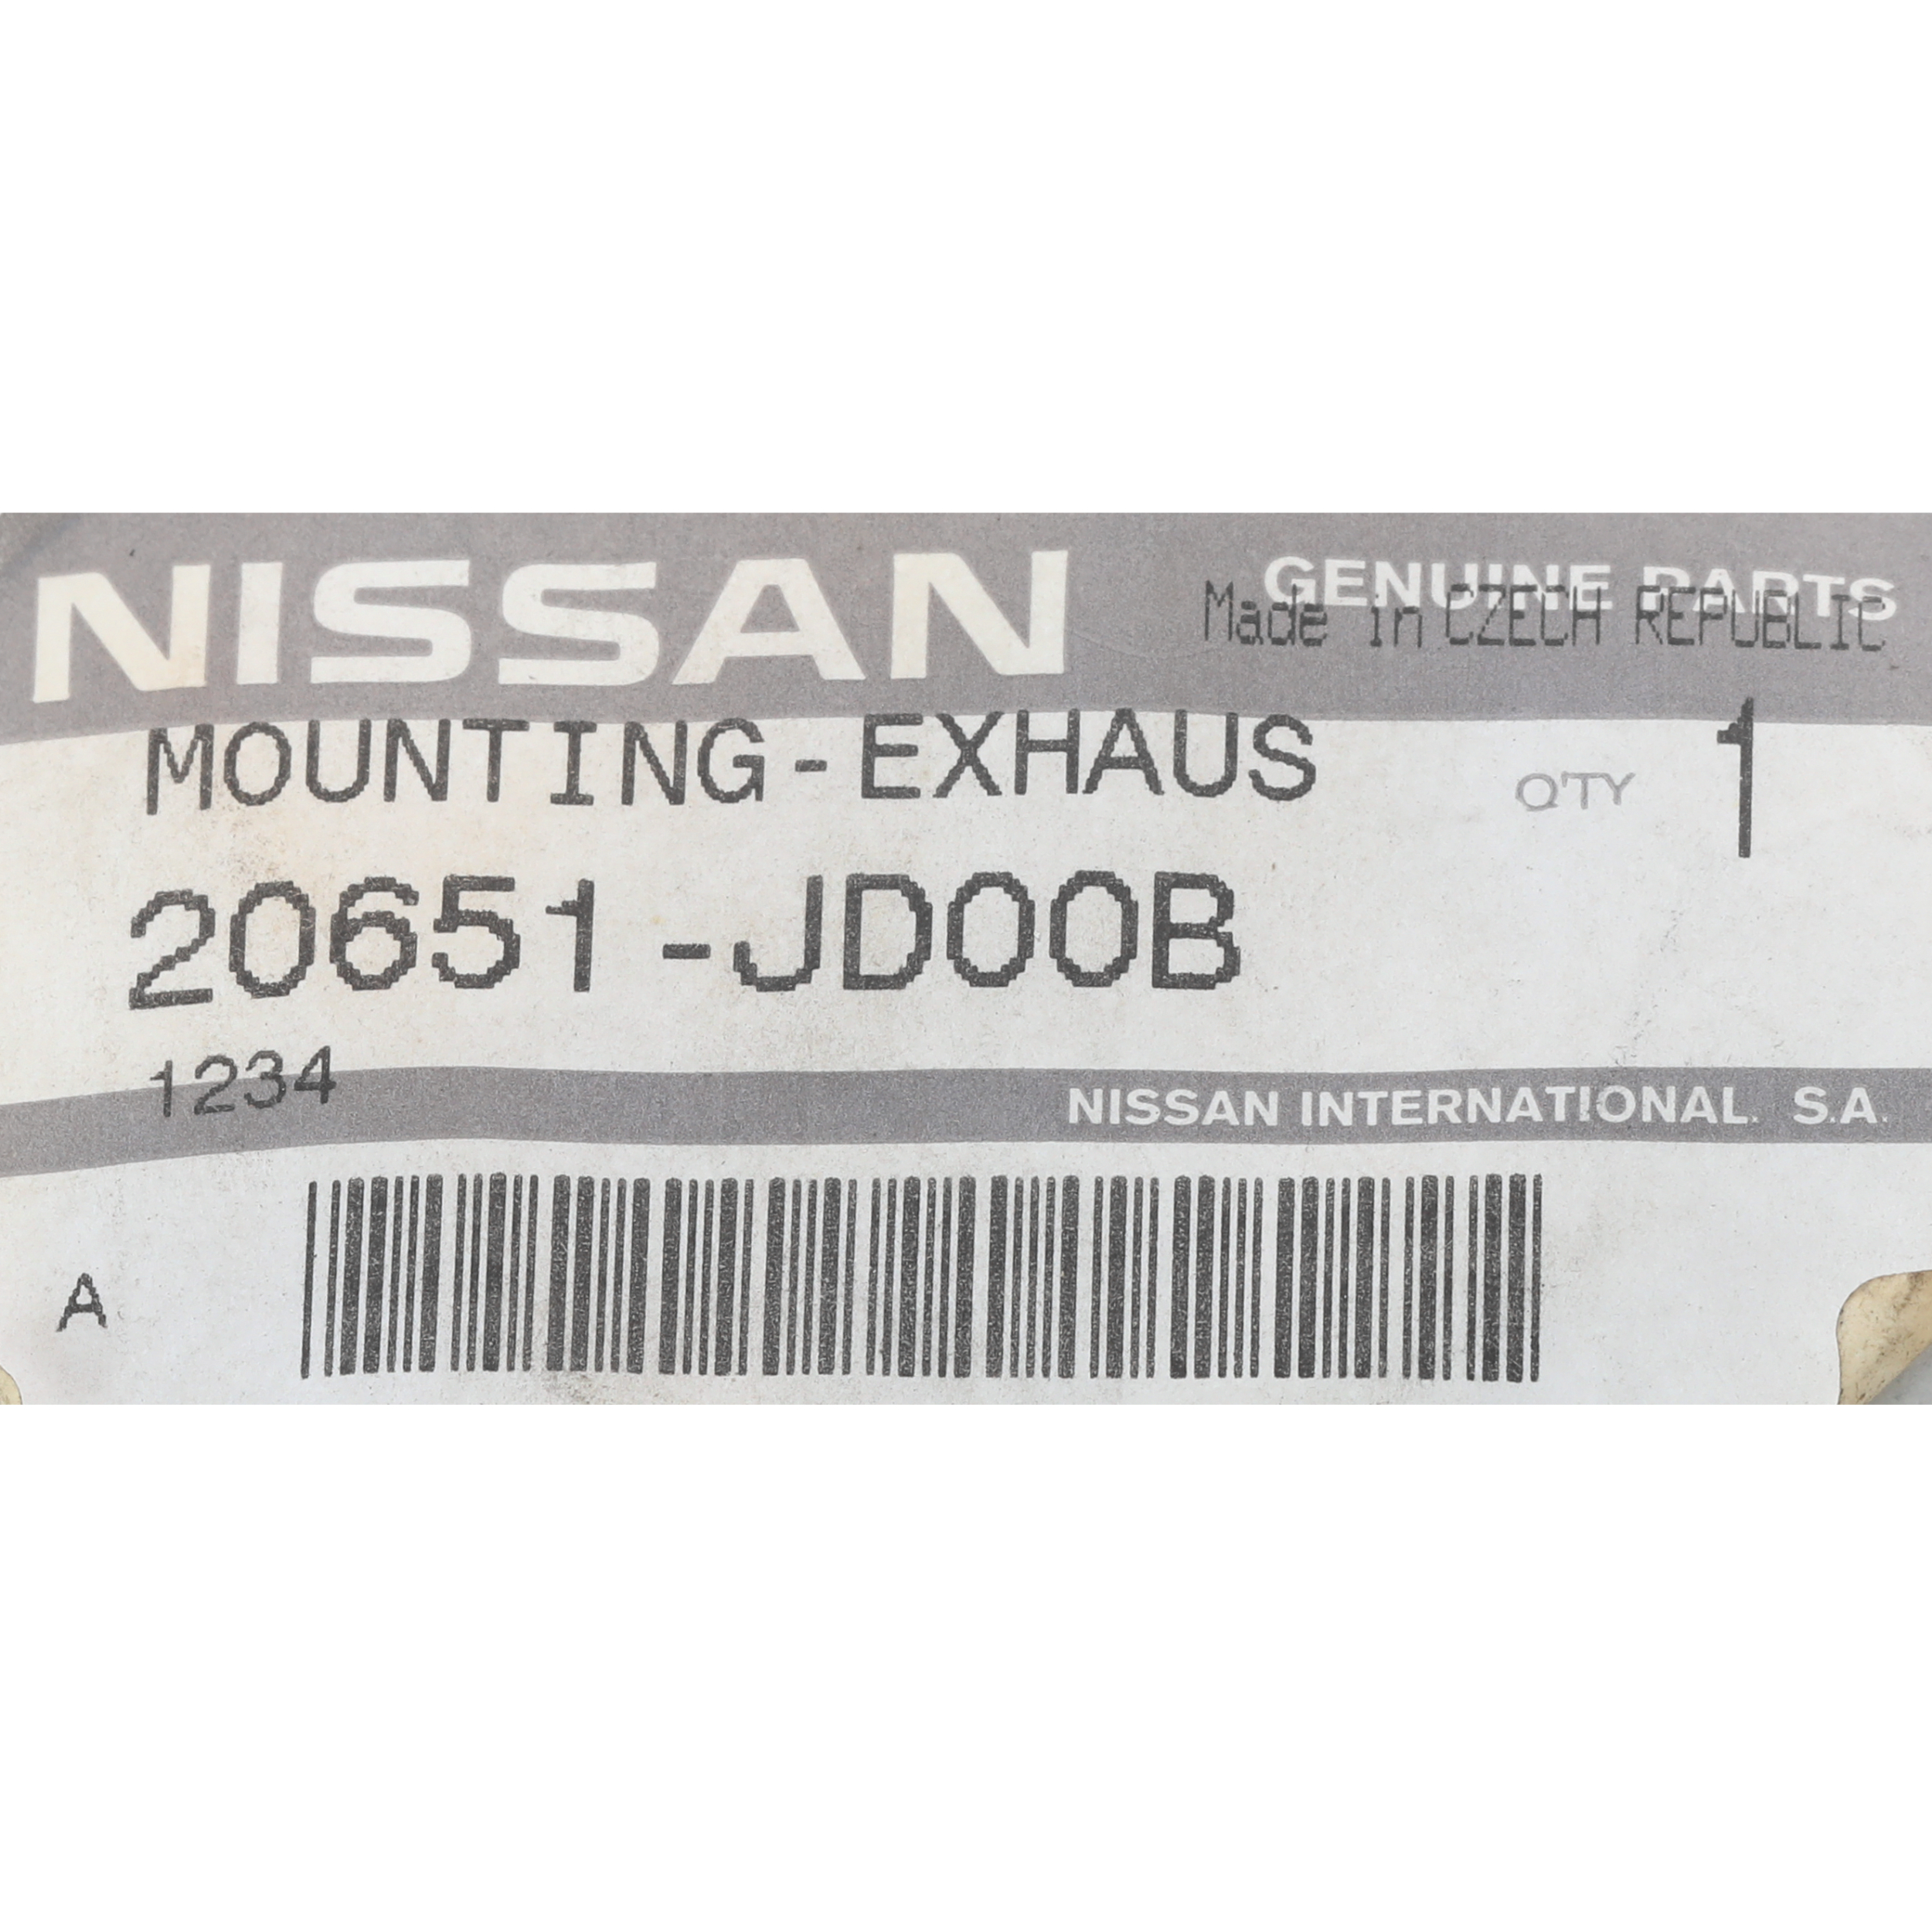 NISSAN GENUINE PARTS
Made in CZECH REPUBLIC
MOUNTING-EXHAUS Q'TY 1
20651-JD00B
1234
NISSAN INTERNATIONAL. S.A.
A